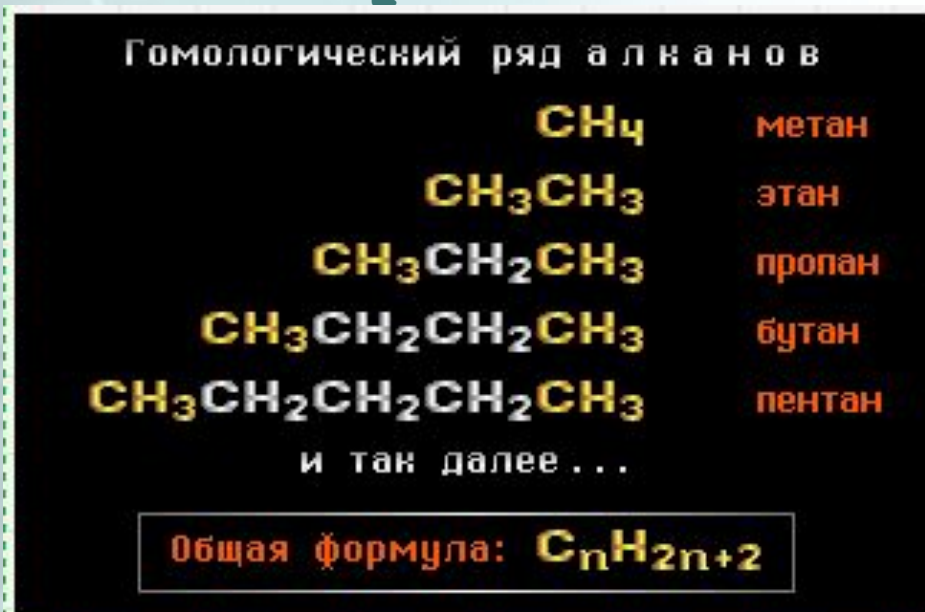 Гомологический ряд алканов
CH₄ метан
CH₃CH₃ этан
CH₃CH₂CH₃ пропан
CH₃CH₂CH₂CH₃ бутан
CH₃CH₂CH₂CH₂CH₃ пентан
и так далее...
Общая формула: CₙH₂ₙ₊₂